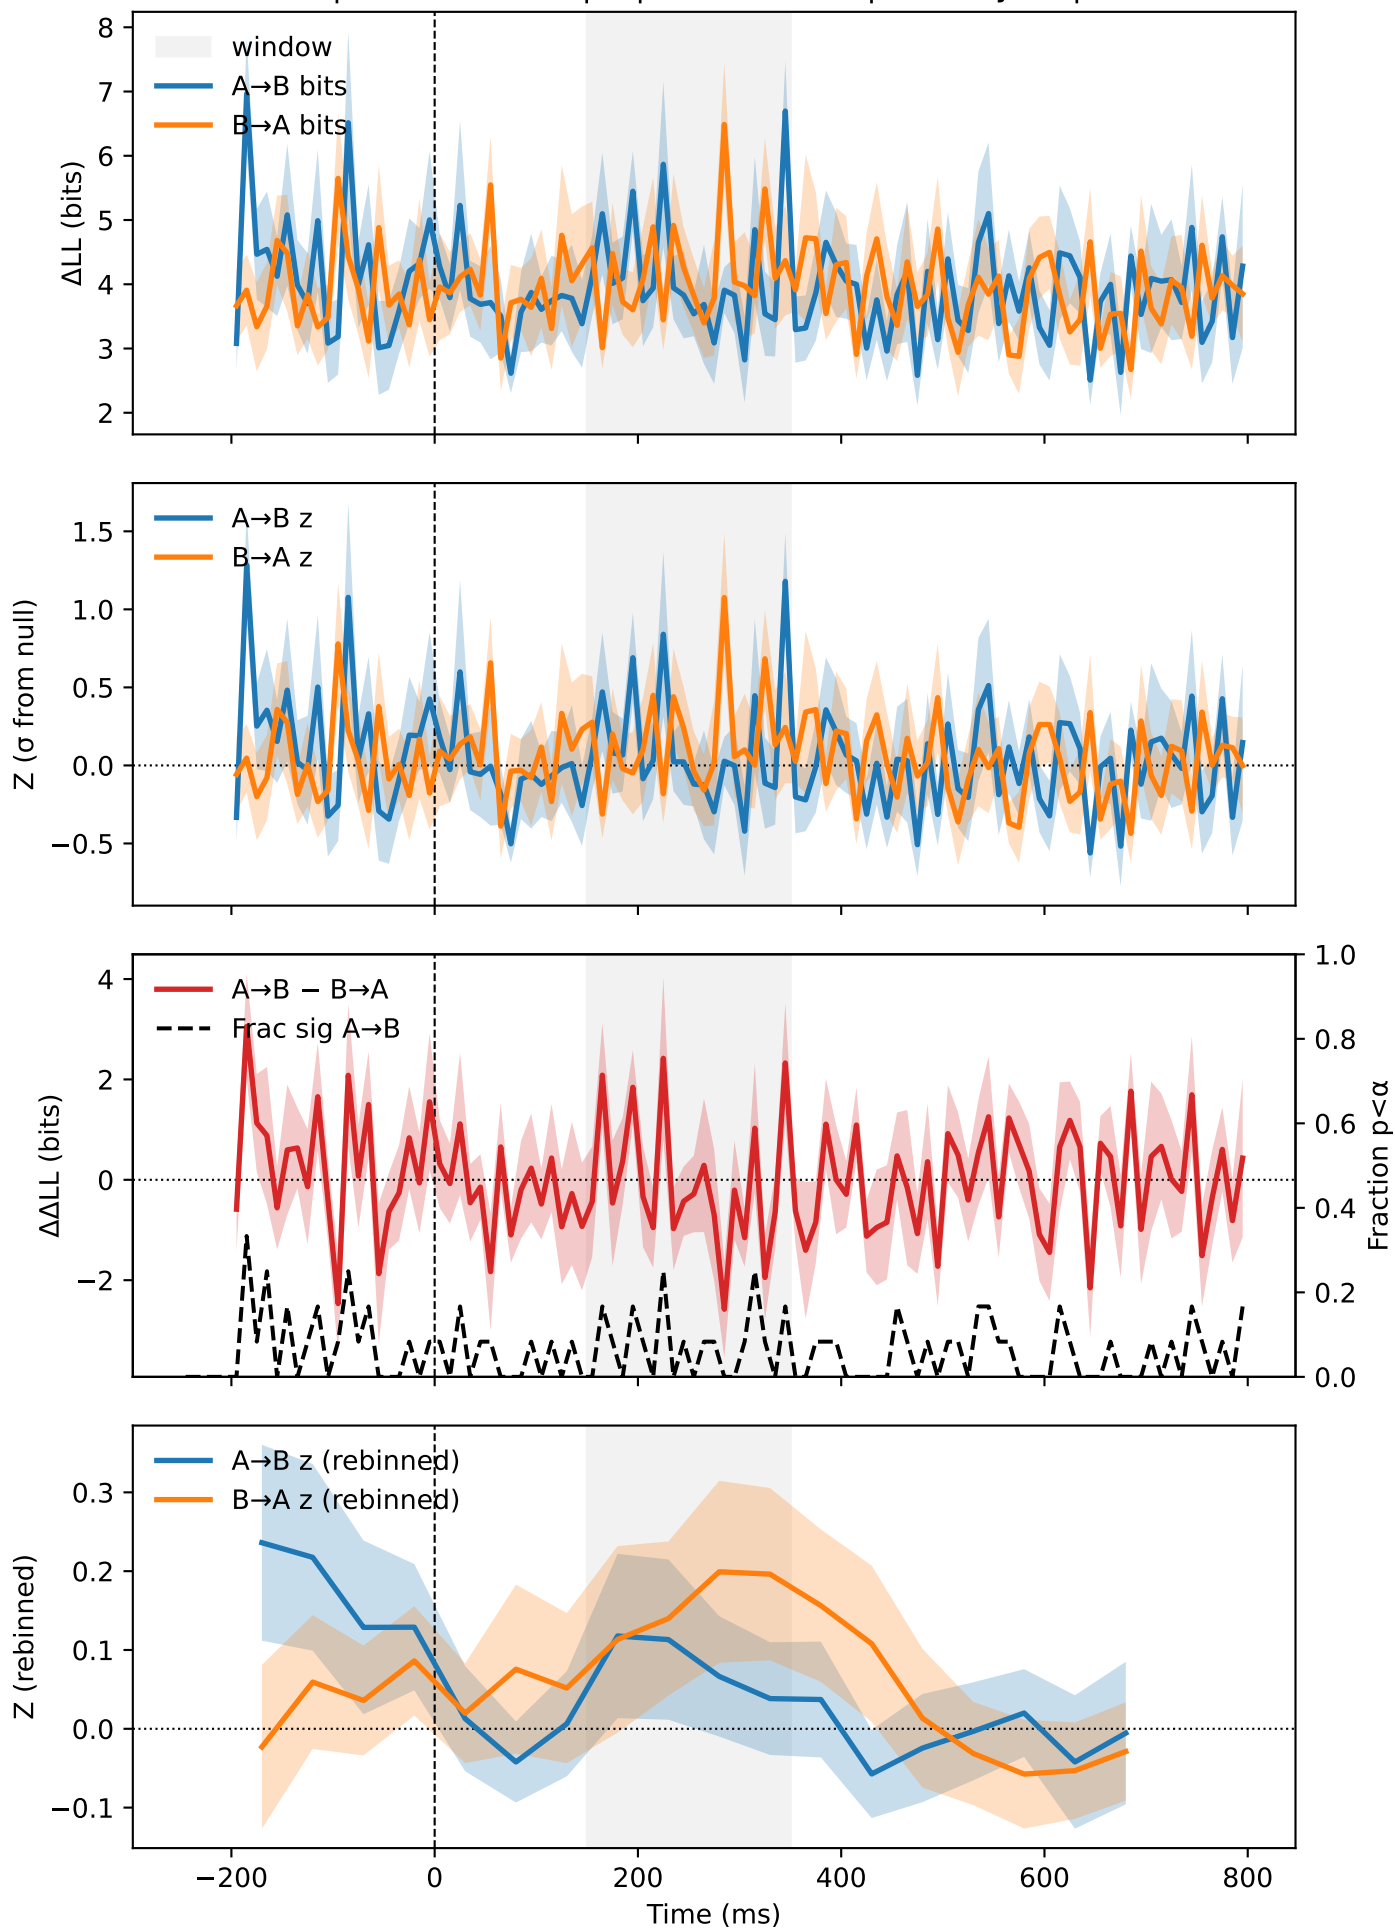 window
A→B bits
B→A bits
8
7
6
5
4
3
2
ΔLL (bits)
A→B z
B→A z
1.5
1.0
0.5
0.0
−0.5
Z (σ from null)
A→B − B→A
Frac sig A→B
4
2
0
−2
ΔΔLL (bits)
1.0
0.8
0.6
0.4
0.2
0.0
Fraction p<α
A→B z (rebinned)
B→A z (rebinned)
0.3
0.2
0.1
0.0
−0.1
Z (rebinned)
−200 0 200 400 600 800
Time (ms)